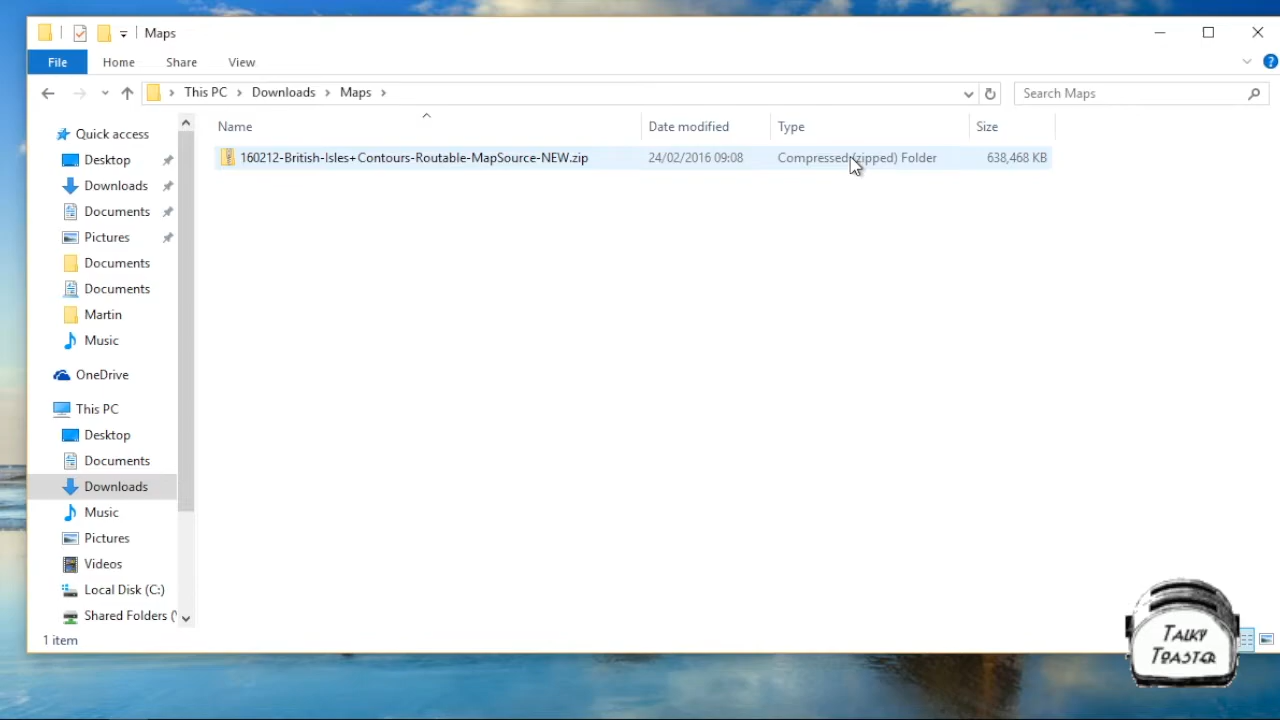 Maps
File Home Share View
This PC Downloads Maps
Search Maps
Name Date modified Type Size
160212-British-Isles+Contours-Routable-MapSource-NEW.zip 24/02/2016 09:08 Compressed (zipped) Folder 638,468 KB
Quick access
Desktop
Downloads
Documents
Pictures
Documents
Documents
Martin
Music
OneDrive
This PC
Desktop
Documents
Downloads
Music
Pictures
Videos
Local Disk (C:)
Shared Folders (
1 item
TALKY
TOASTER